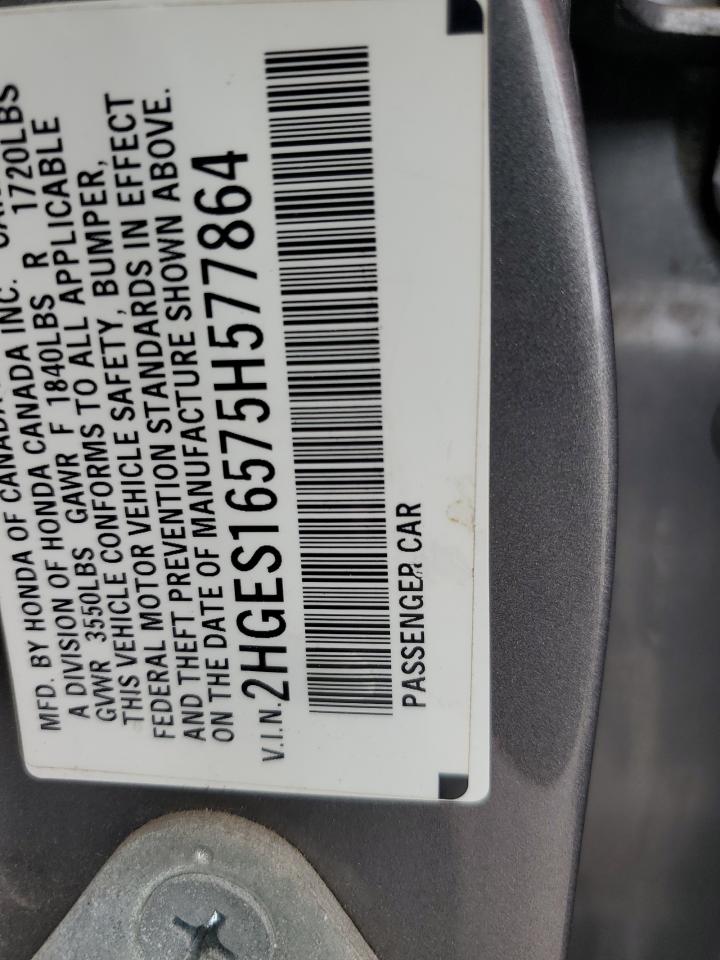 MFD. BY HONDA OF CANADA
A DIVISION OF HONDA CANADA INC.
GVWR 3550LBS GAWR F 1840LBS R 1720LBS
THIS VEHICLE CONFORMS TO ALL APPLICABLE
FEDERAL MOTOR VEHICLE SAFETY, BUMPER,
AND THEFT PREVENTION STANDARDS IN EFFECT
ON THE DATE OF MANUFACTURE SHOWN ABOVE.
V.I.N. 2HGES16575H577864
PASSENGER CAR